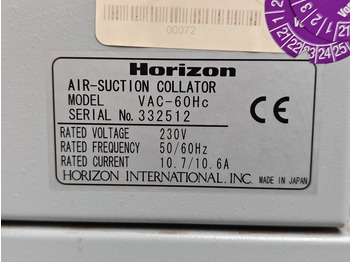 00072
Horizon
AIR-SUCTION COLLATOR
MODEL VAC-60Hc
SERIAL No. 332512
CE
RATED VOLTAGE 230V
RATED FREQUENCY 50/60Hz
RATED CURRENT 10.7/10.6A
HORIZON INTERNATIONAL, INC. MADE IN JAPAN